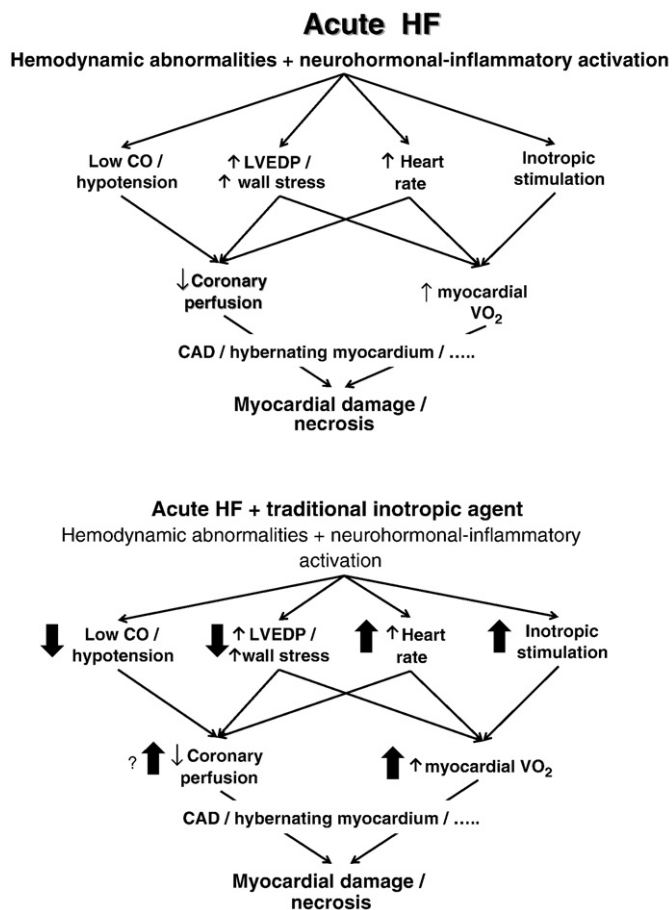 Acute HF
Hemodynamic abnormalities + neurohormonal-inflammatory activation
Low CO /
hypotension
↑ LVEDP /
↑ wall stress
↑ Heart
rate
Inotropic
stimulation
↓ Coronary
perfusion
↑ myocardial
VO₂
CAD / hybernating myocardium / .....
Myocardial damage /
necrosis
Acute HF + traditional inotropic agent
Hemodynamic abnormalities + neurohormonal-inflammatory
activation
Low CO /
hypotension
↑ LVEDP /
↑wall stress
↑ Heart
rate
Inotropic
stimulation
? ↓ Coronary
perfusion
↑ myocardial VO₂
CAD / hybernating myocardium / .....
Myocardial damage /
necrosis